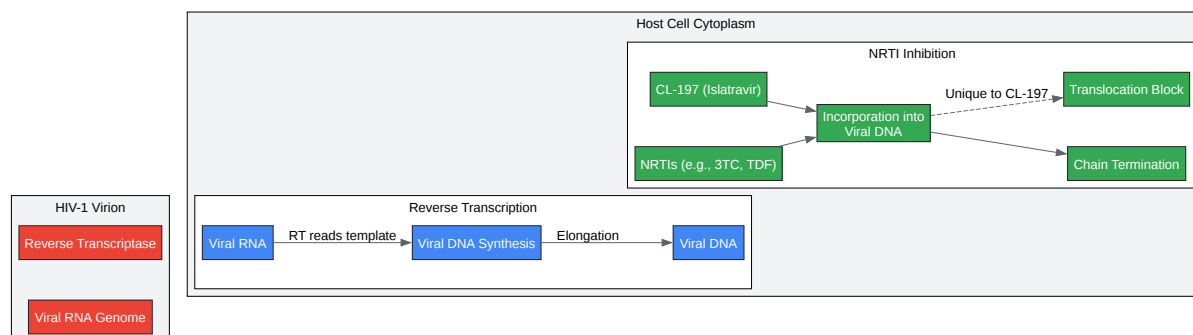 Host Cell Cytoplasm
NRTI Inhibition
CL-197 (Islatravir)
Unique to CL-197
Translocation Block
Incorporation into
Viral DNA
NRTIs (e.g., 3TC, TDF)
Chain Termination
HIV-1 Virion
Reverse Transcriptase
Viral RNA Genome
Reverse Transcription
Viral RNA
RT reads template
Viral DNA Synthesis
Elongation
Viral DNA